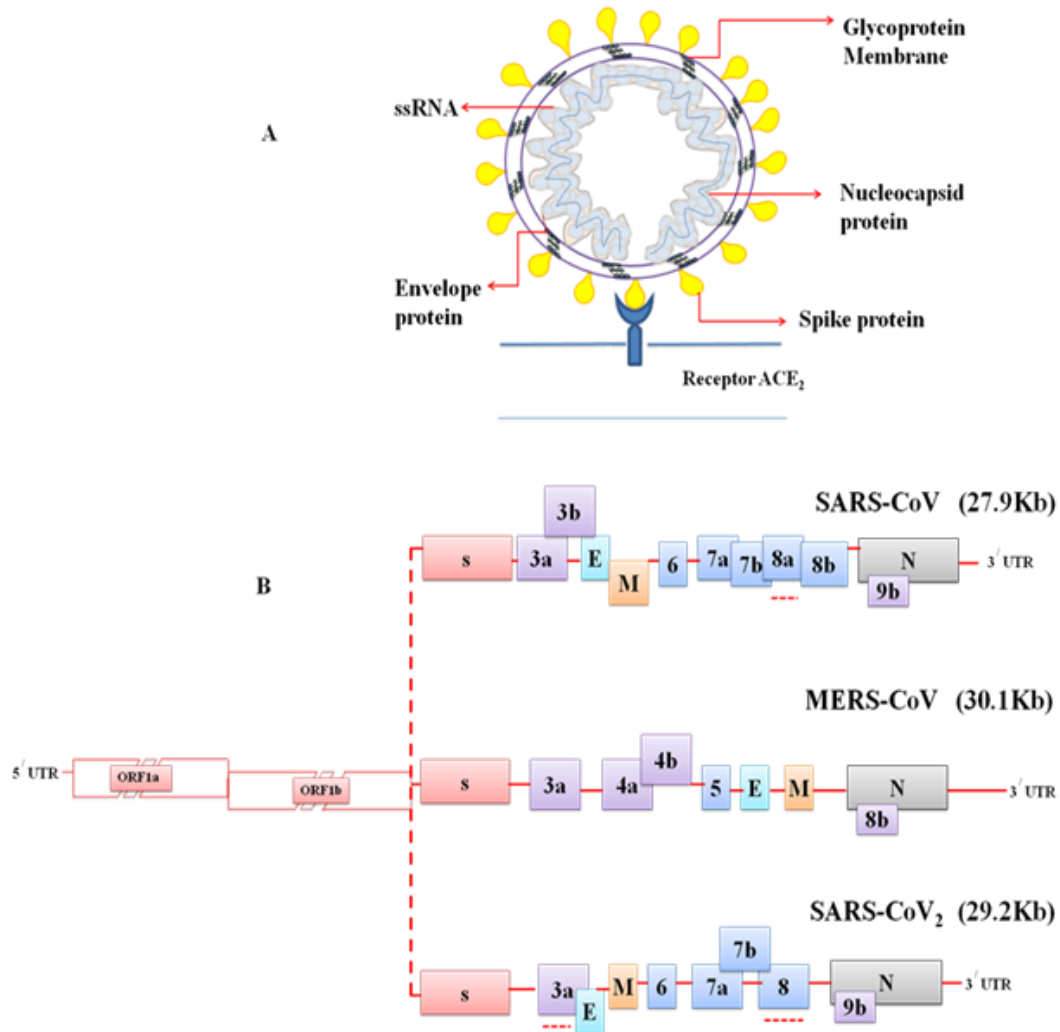 Glycoprotein
Membrane
ssRNA
A
Nucleocapsid
protein
Envelope
protein
Spike protein
Receptor ACE₂
SARS-CoV (27.9Kb)
3b
s
3a
E
M
6
7a
7b
8a
8b
N
9b
3/ UTR
B
MERS-CoV (30.1Kb)
5/ UTR
ORF1a
ORF1b
s
3a
4a
4b
5
E
M
N
8b
3/ UTR
SARS-CoV₂ (29.2Kb)
s
3a
E
M
6
7a
7b
8
N
9b
3/ UTR